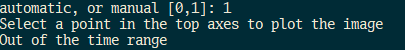 automatic, or manual [0,1]: 1
Select a point in the top axes to plot the image
Out of the time range